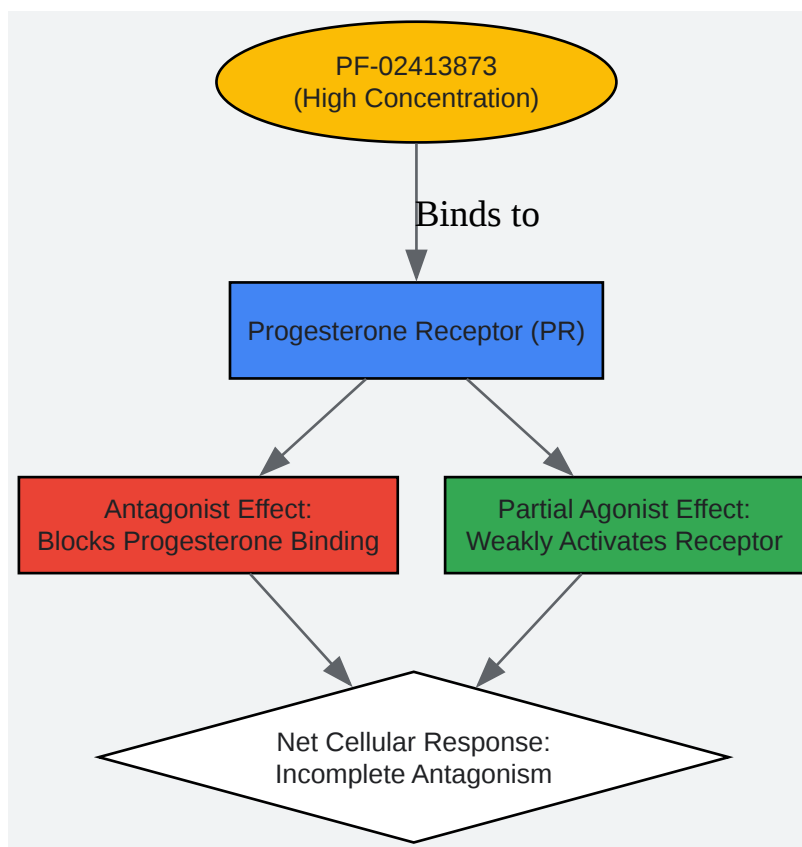 PF-02413873
(High Concentration)
Binds to
Progesterone Receptor (PR)
Antagonist Effect:
Blocks Progesterone Binding
Partial Agonist Effect:
Weakly Activates Receptor
Net Cellular Response:
Incomplete Antagonism